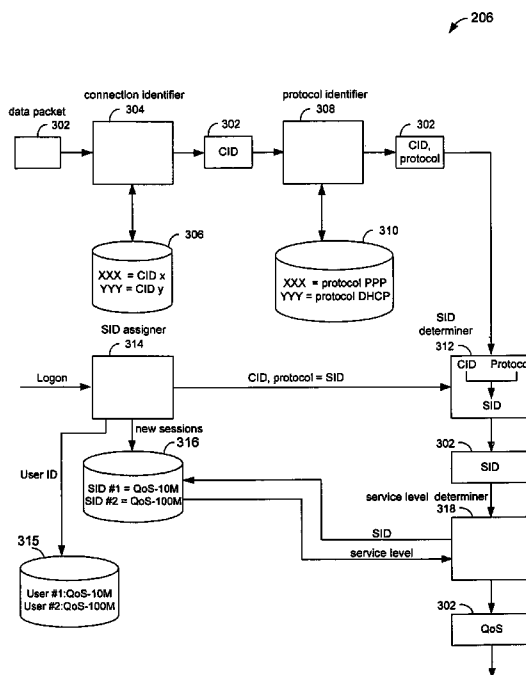 206
connection identifier
304
protocol identifier
308
data packet
302
302
CID
302
CID,
protocol
306
XXX = CID x
YYY = CID y
310
XXX = protocol PPP
YYY = protocol DHCP
SID assigner
314
SID
determiner
312
CID Protocol
SID
Logon
CID, protocol = SID
new sessions
316
User ID
SID #1 = QoS-10M
SID #2 = QoS-100M
302
SID
service level determiner
318
SID
service level
315
User #1:QoS-10M
User #2:QoS-100M
302
QoS